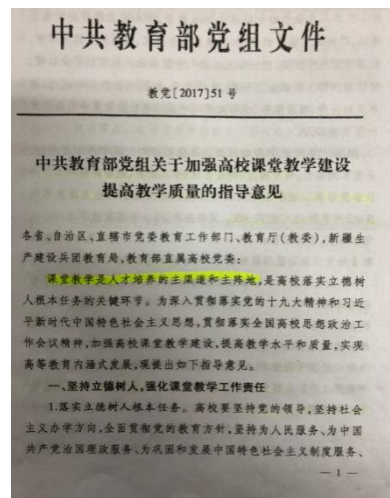 中共教育部党组文件
教党[2017]51号
中共教育部党组关于加强高校课堂教学建设
提高教学质量的指导意见
各省、自治区、直辖市党委教育工作部门、教育厅(教委),新疆生
产建设兵团教育局,教育部直属高校党委:
课堂教学是人才培养的主渠道和主阵地,是高校落实立德树
人根本任务的关键环节。为深入贯彻落实党的十九大精神和习近
平新时代中国特色社会主义思想,贯彻落实全国高校思想政治工
作会议精神,加强高校课堂教学建设,提高教学水平和质量,实现
高等教育内涵式发展,现提出如下指导意见。
一、坚持立德树人,强化课堂教学工作责任
1.落实立德树人根本任务。高校要坚持党的领导,坚持社会
主义办学方向,全面贯彻党的教育方针,坚持为人民服务、为中国
共产党治国理政服务、为巩固和发展中国特色社会主义制度服务、
— 1 —